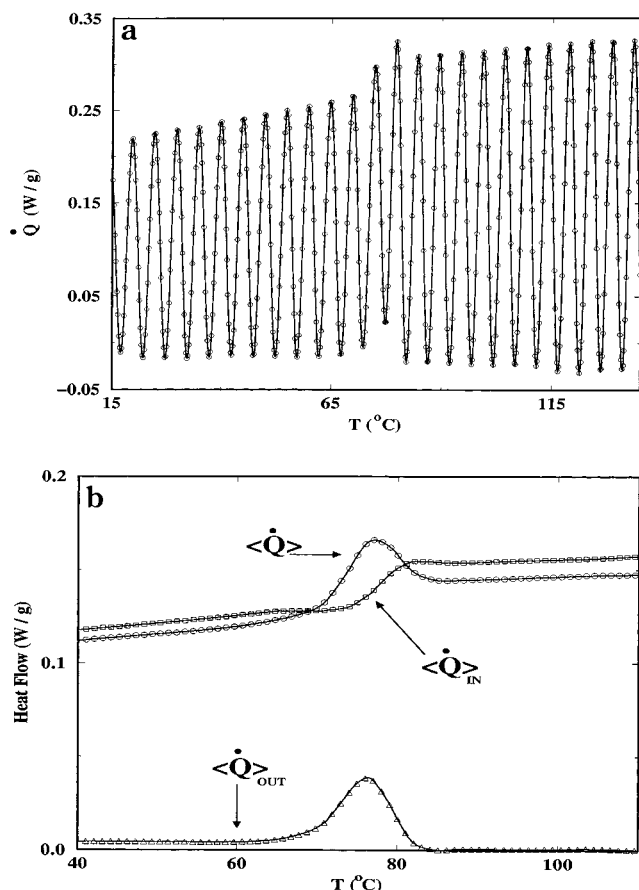 a
0.35
0.25
0.15
0.05
−0.05
Q̇ (W / g)
15
65
115
T (°C)
b
0.2
0.1
0.0
Heat Flow (W / g)
<Q̇>
<Q̇>IN
<Q̇>OUT
40
60
80
100
T (°C)